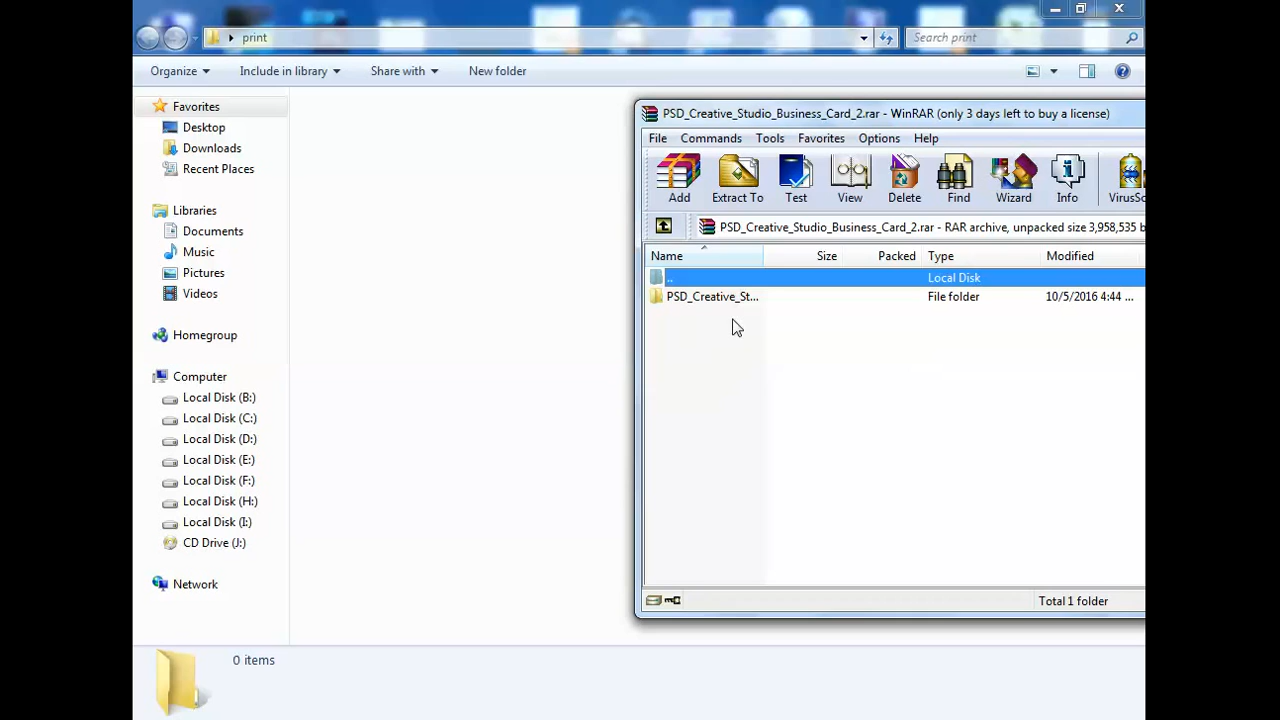 print
Search print
Organize
Include in library
Share with
New folder
Favorites
Desktop
Downloads
Recent Places
Libraries
Documents
Music
Pictures
Videos
Homegroup
Computer
Local Disk (B:)
Local Disk (C:)
Local Disk (D:)
Local Disk (E:)
Local Disk (F:)
Local Disk (H:)
Local Disk (I:)
CD Drive (J:)
Network
0 items
PSD_Creative_Studio_Business_Card_2.rar - WinRAR (only 3 days left to buy a license)
File Commands Tools Favorites Options Help
Add Extract To Test View Delete Find Wizard Info VirusSc
PSD_Creative_Studio_Business_Card_2.rar - RAR archive, unpacked size 3,958,535 b
Name Size Packed Type Modified
.. Local Disk
PSD_Creative_St... File folder 10/5/2016 4:44 ...
Total 1 folder